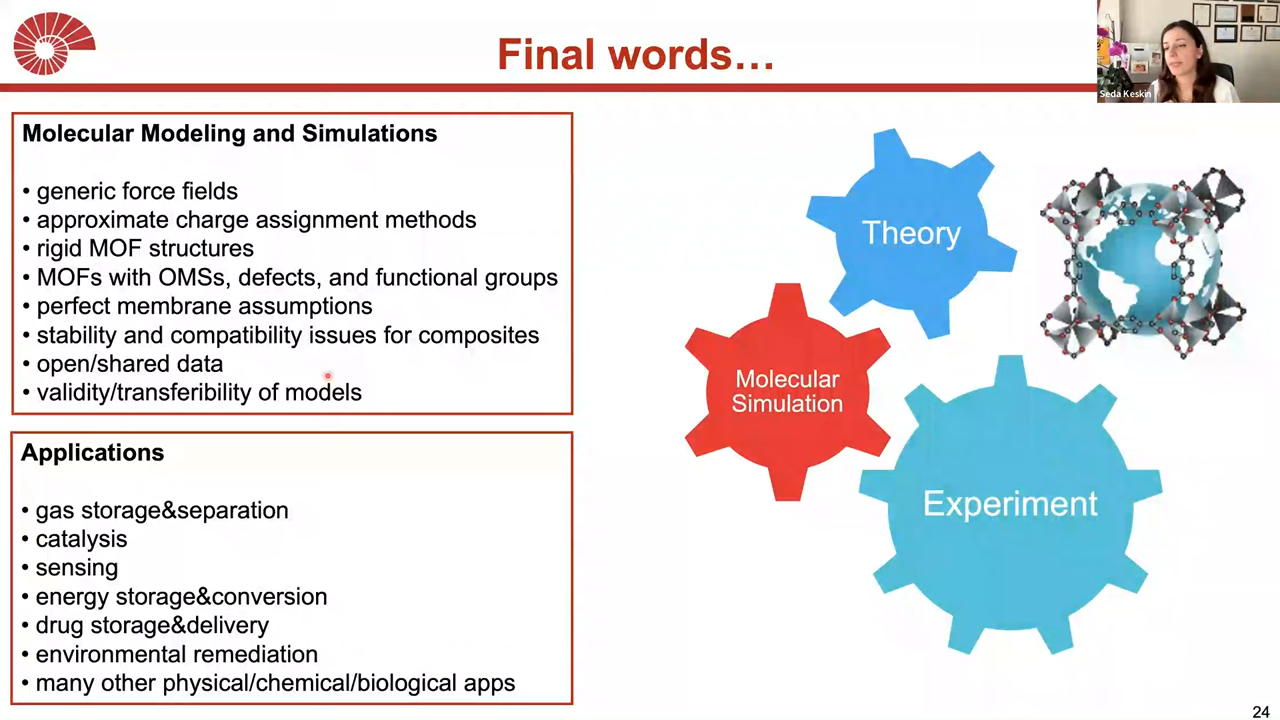 Final words…
Seda Keskin
Molecular Modeling and Simulations
• generic force fields
• approximate charge assignment methods
• rigid MOF structures
• MOFs with OMSs, defects, and functional groups
• perfect membrane assumptions
• stability and compatibility issues for composites
• open/shared data
• validity/transferibility of models
Applications
• gas storage&separation
• catalysis
• sensing
• energy storage&conversion
• drug storage&delivery
• environmental remediation
• many other physical/chemical/biological apps
Theory
Molecular
Simulation
Experiment
24